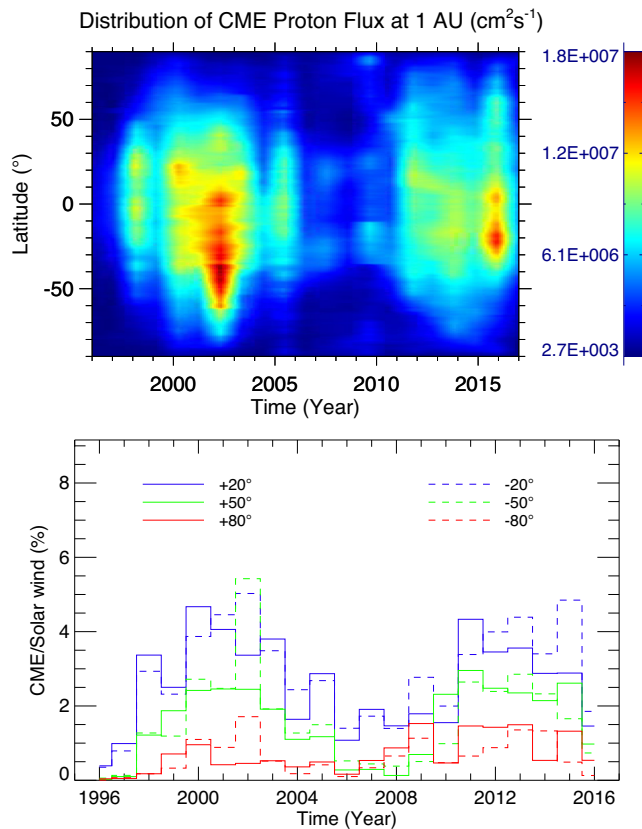 Distribution of CME Proton Flux at 1 AU (cm²s⁻¹)
1.8E+007
1.2E+007
6.1E+006
2.7E+003
Latitude (°)
50
0
-50
2000 2005 2010 2015
Time (Year)
CME/Solar wind (%)
8
6
4
2
0
+20° -20°
+50° -50°
+80° -80°
1996 2000 2004 2008 2012 2016
Time (Year)